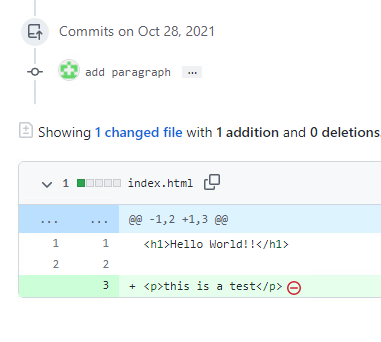 Commits on Oct 28, 2021
add paragraph ...
Showing 1 changed file with 1 addition and 0 deletions.
1 index.html
... ... @@ -1,2 +1,3 @@
1 1 <h1>Hello World!!</h1>
2 2
3 + <p>this is a test</p>